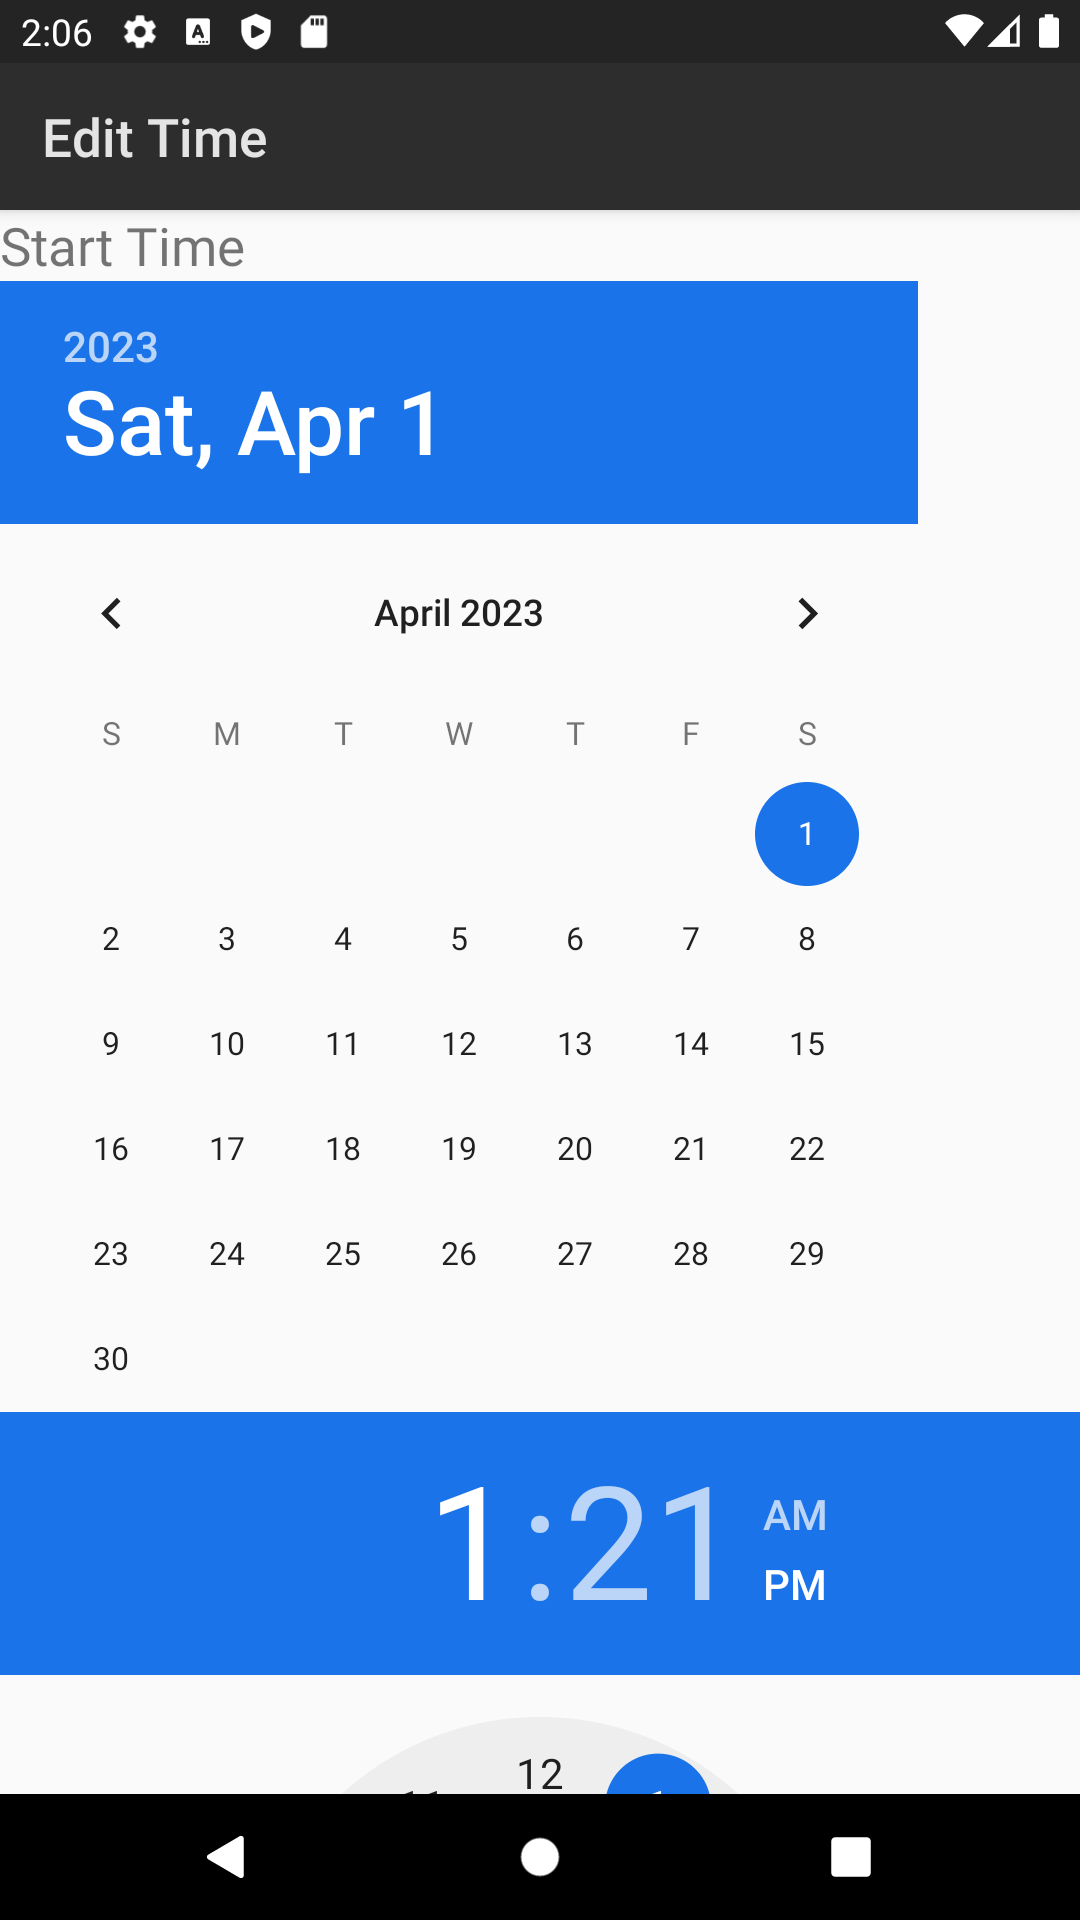 2:06
Edit Time
Start Time
2023
Sat, Apr 1
April 2023
S M T W T F S
1
2 3 4 5 6 7 8
9 10 11 12 13 14 15
16 17 18 19 20 21 22
23 24 25 26 27 28 29
30
1:21
AM
PM
12